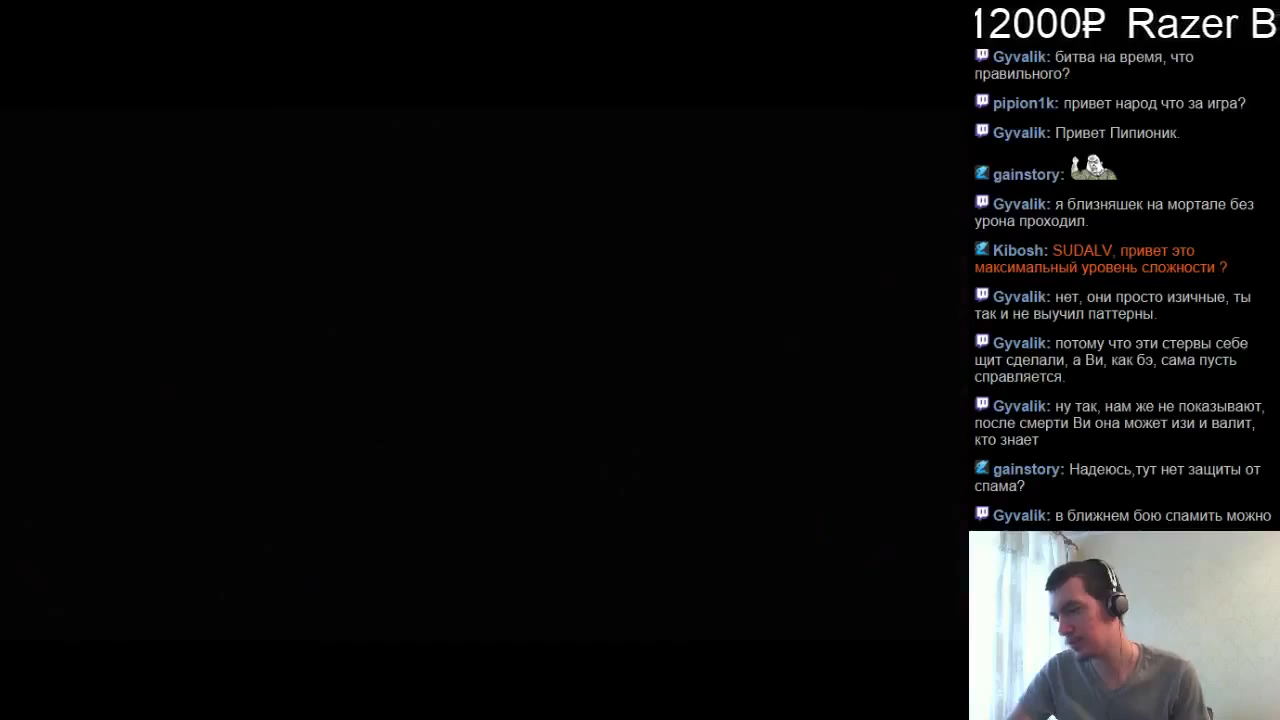 12000₽ Razer B
Gyvalik: битва на время, что
правильного?
pipion1k: привет народ что за игра?
Gyvalik: Привет Пипионик.
gainstory:
Gyvalik: я близняшек на мортале без
урона проходил.
Kibosh: SUDALV, привет это
максимальный уровень сложности ?
Gyvalik: нет, они просто изичные, ты
так и не выучил паттерны.
Gyvalik: потому что эти стервы себе
щит сделали, а Ви, как бэ, сама пусть
справляется.
Gyvalik: ну так, нам же не показывают,
после смерти Ви она может изи и валит,
кто знает
gainstory: Надеюсь,тут нет защиты от
спама?
Gyvalik: в ближнем бою спамить можно